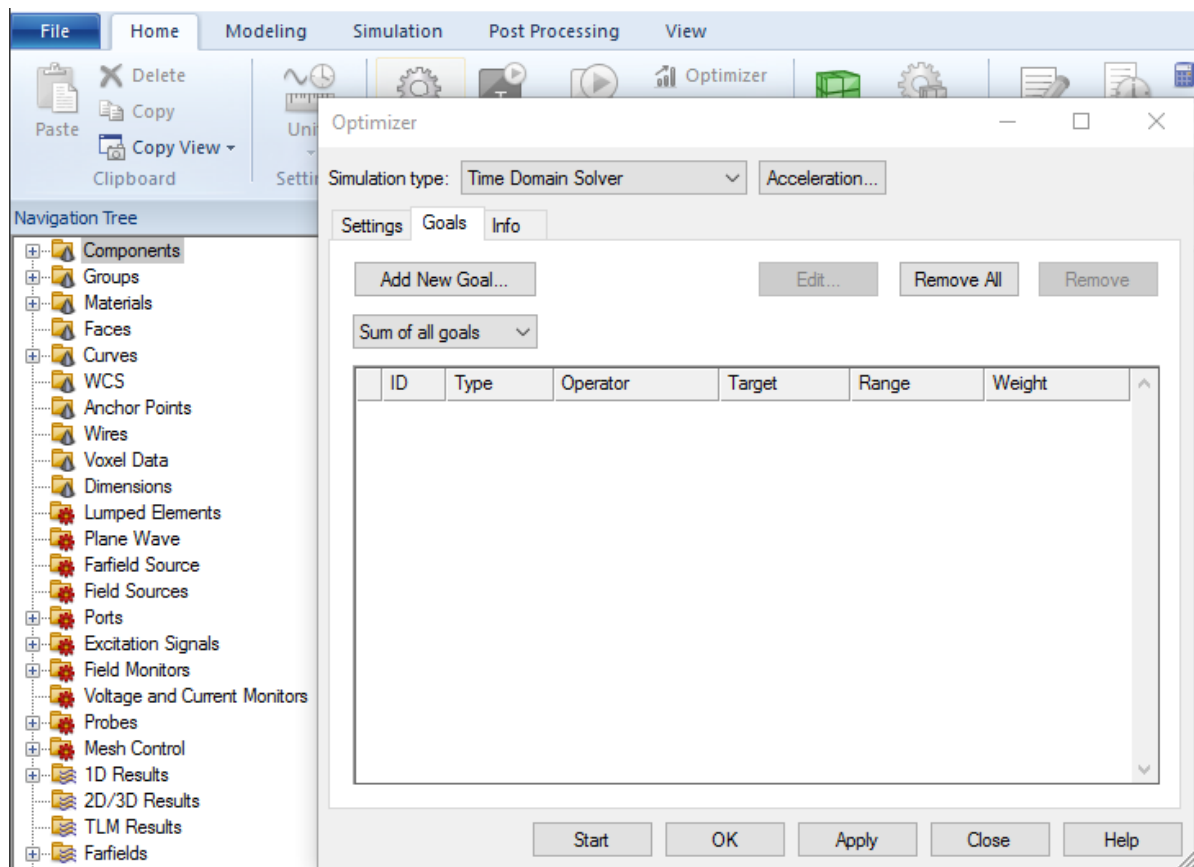 File Home Modeling Simulation Post Processing View
Delete
Copy
Paste
Copy View
Clipboard
Optimizer
Optimizer
Simulation type: Time Domain Solver Acceleration...
Settings Goals Info
Navigation Tree
Components
Groups
Materials
Faces
Curves
WCS
Anchor Points
Wires
Voxel Data
Dimensions
Lumped Elements
Plane Wave
Farfield Source
Field Sources
Ports
Excitation Signals
Field Monitors
Voltage and Current Monitors
Probes
Mesh Control
1D Results
2D/3D Results
TLM Results
Farfields
Add New Goal... Edit... Remove All Remove
Sum of all goals
ID Type Operator Target Range Weight
Start OK Apply Close Help